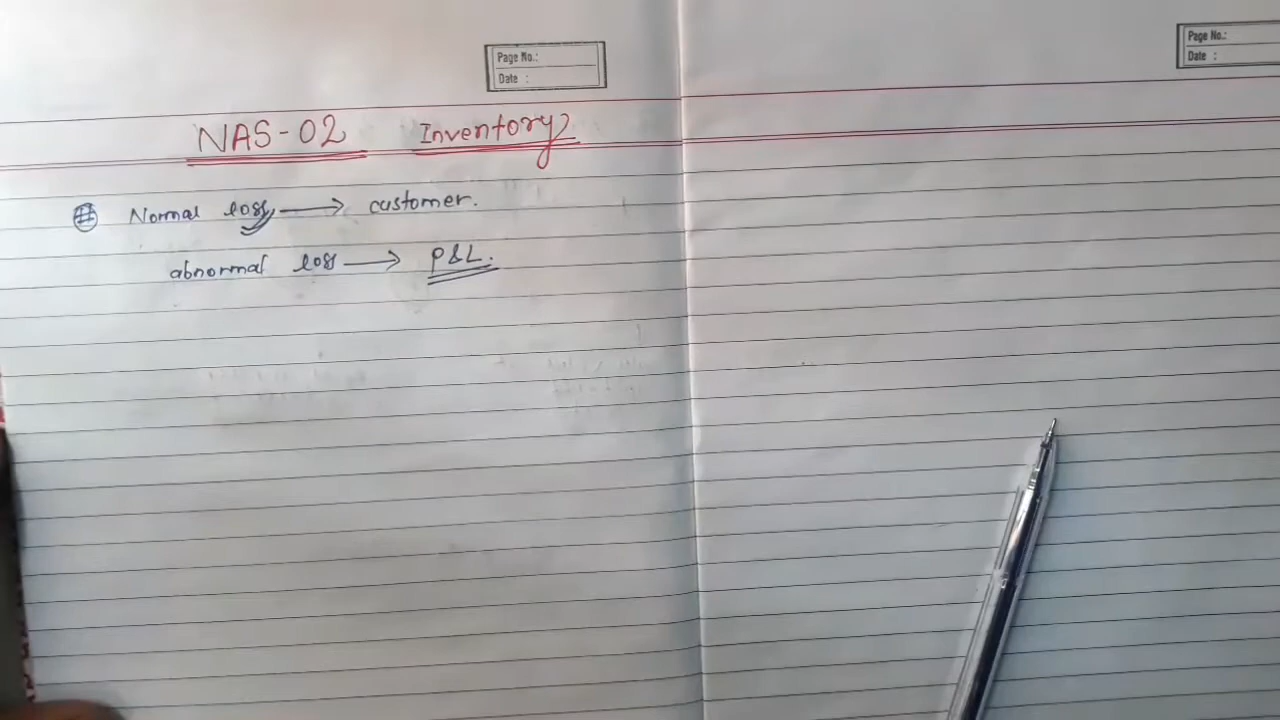 Page No.:
Date :
Page No.:
Date :
NAS-02 Inventory
# Normal loss → customer.
abnormal loss → P&L.